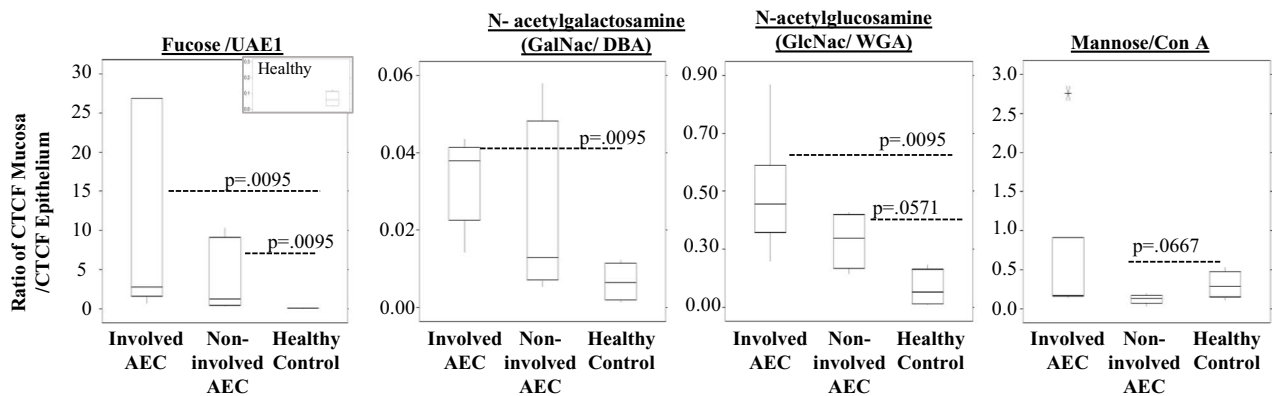 Fucose /UAE1
N- acetylgalactosamine
(GalNac/ DBA)
N-acetylglucosamine
(GlcNac/ WGA)
Mannose/Con A
Ratio of CTCF Mucosa
/CTCF Epithelium
30
25
20
15
10
5
0
Healthy
p=.0095
p=.0095
Involved
AEC
Non-
involved
AEC
Healthy
Control
0.06
0.04
0.02
0.00
p=.0095
Involved
AEC
Non-
involved
AEC
Healthy
Control
0.90
0.70
0.50
0.30
0.00
p=.0095
p=.0571
Involved
AEC
Non-
involved
AEC
Healthy
Control
3.0
2.5
2.0
1.5
1.0
0.5
0.0
p=.0667
Involved
AEC
Non-
involved
AEC
Healthy
Control